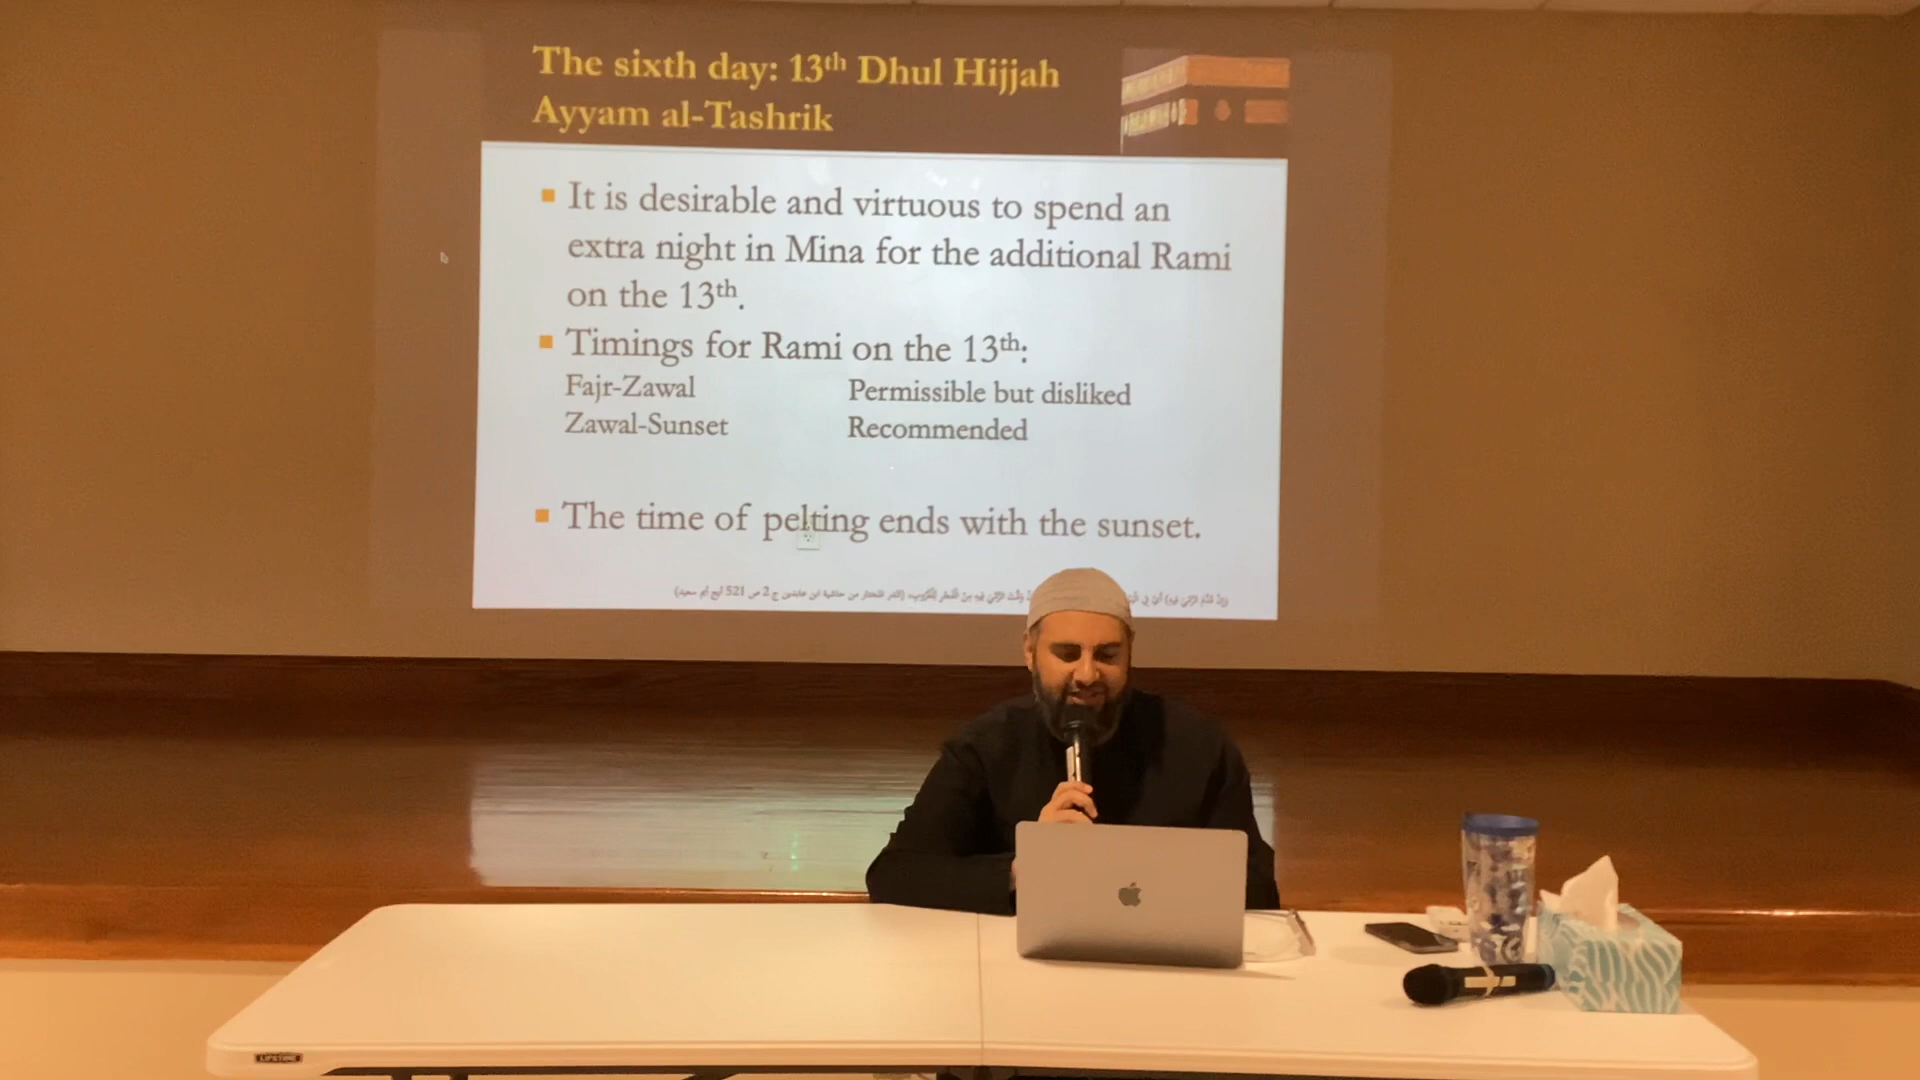 The sixth day: 13th Dhul Hijjah
Ayyam al-Tashrik
It is desirable and virtuous to spend an
extra night in Mina for the additional Rami
on the 13th.
Timings for Rami on the 13th:
Fajr-Zawal Permissible but disliked
Zawal-Sunset Recommended
The time of pelting ends with the sunset.
LIFETIME